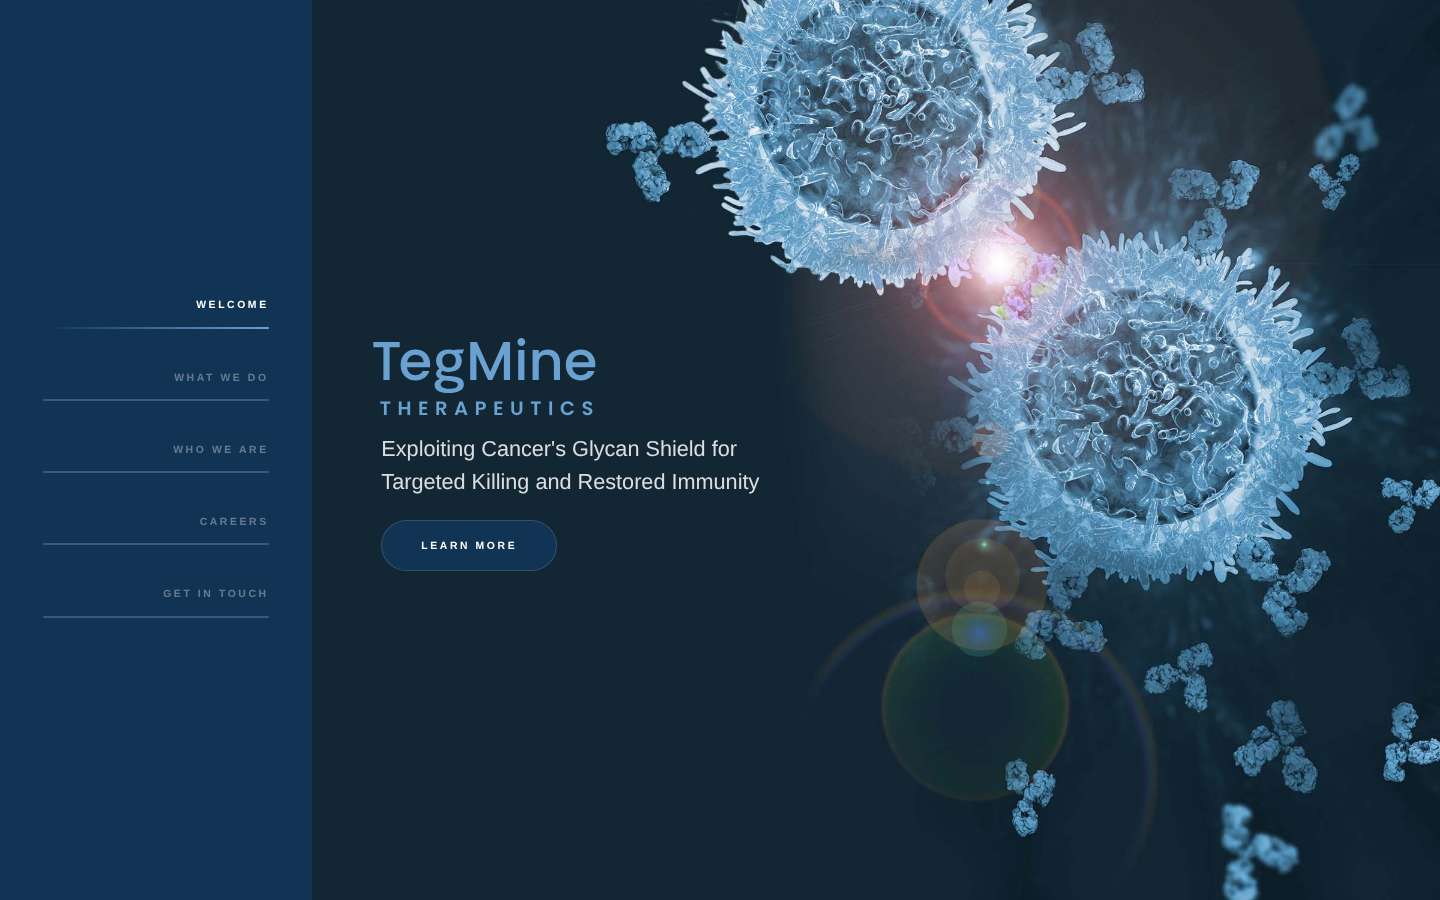 WELCOME
WHAT WE DO
WHO WE ARE
CAREERS
GET IN TOUCH
TegMine
THERAPEUTICS
Exploiting Cancer's Glycan Shield for
Targeted Killing and Restored Immunity
LEARN MORE